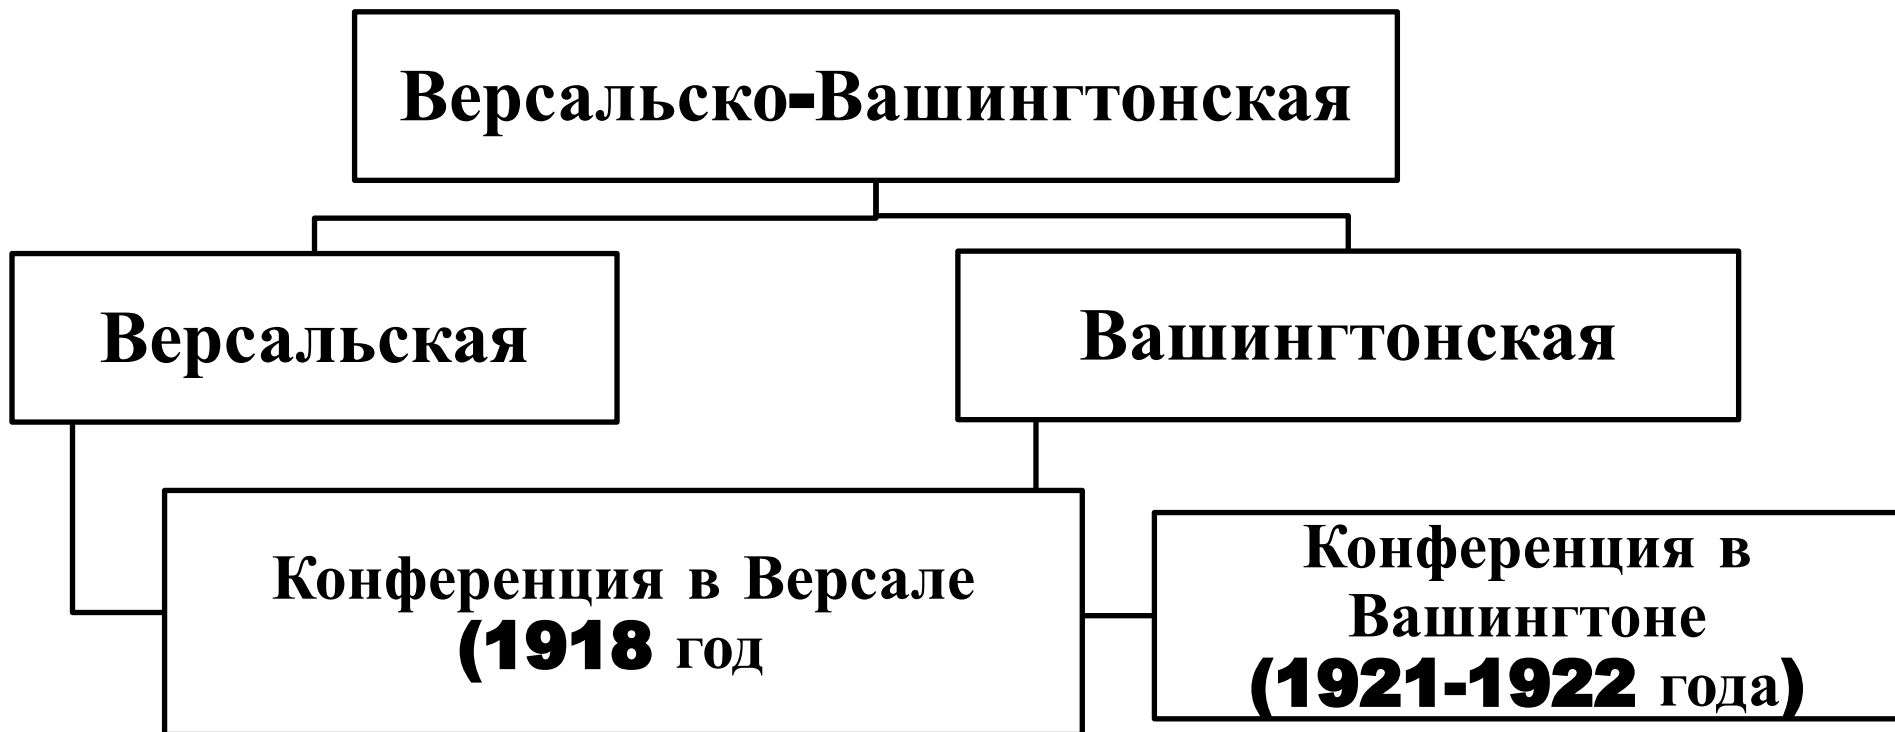 Версальско-Вашингтонская
Версальская
Вашингтонская
Конференция в Версале
(1918 год
Конференция в
Вашингтоне
(1921-1922 года)